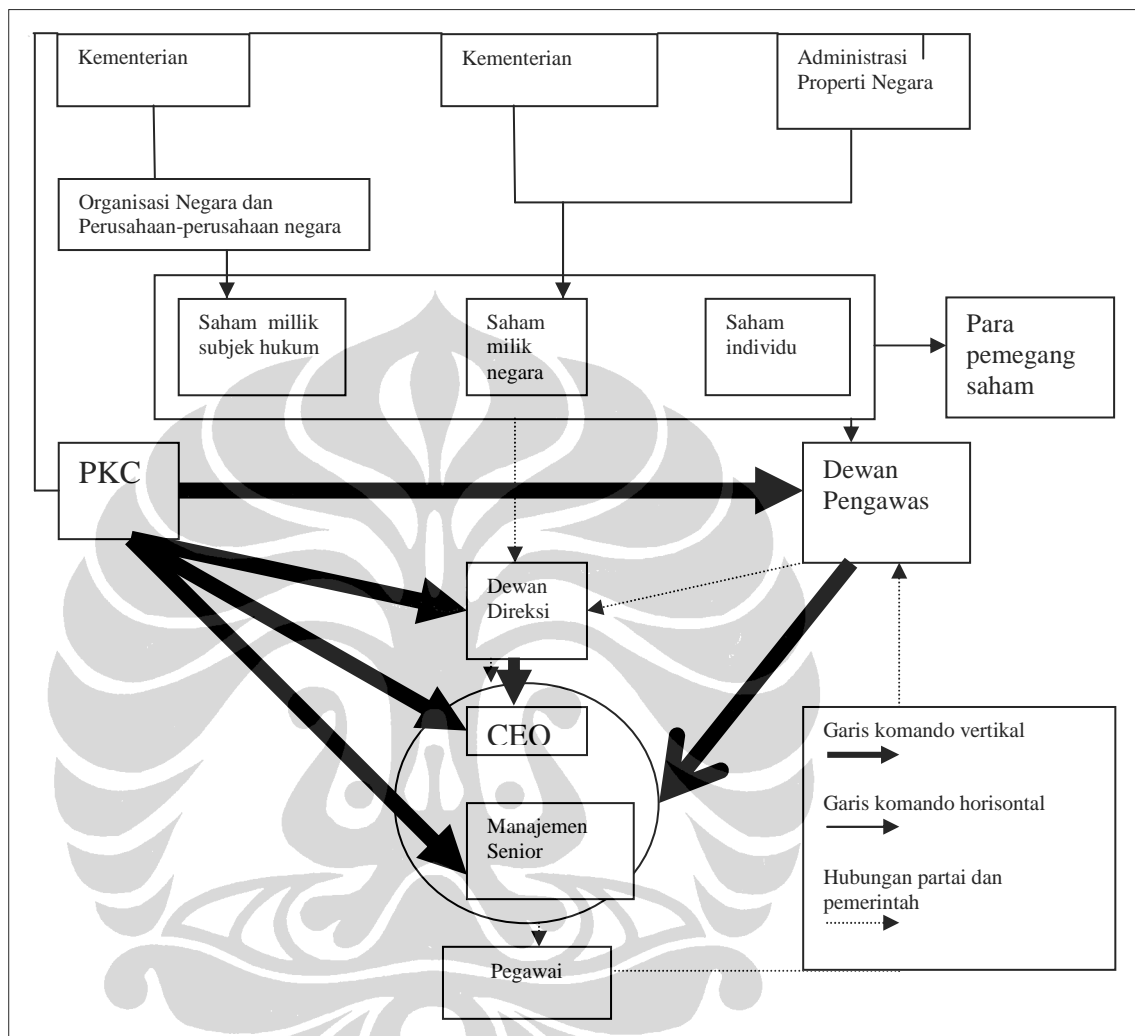 Kementerian
Kementerian
Administrasi
Properti Negara
Organisasi Negara dan
Perusahaan-perusahaan negara
Saham millik
subjek hukum
Saham
milik
negara
Saham
individu
Para
pemegang
saham
PKC
Dewan
Pengawas
Dewan
Direksi
CEO
Manajemen
Senior
Pegawai
Garis komando vertikal
Garis komando horisontal
Hubungan partai dan
pemerintah